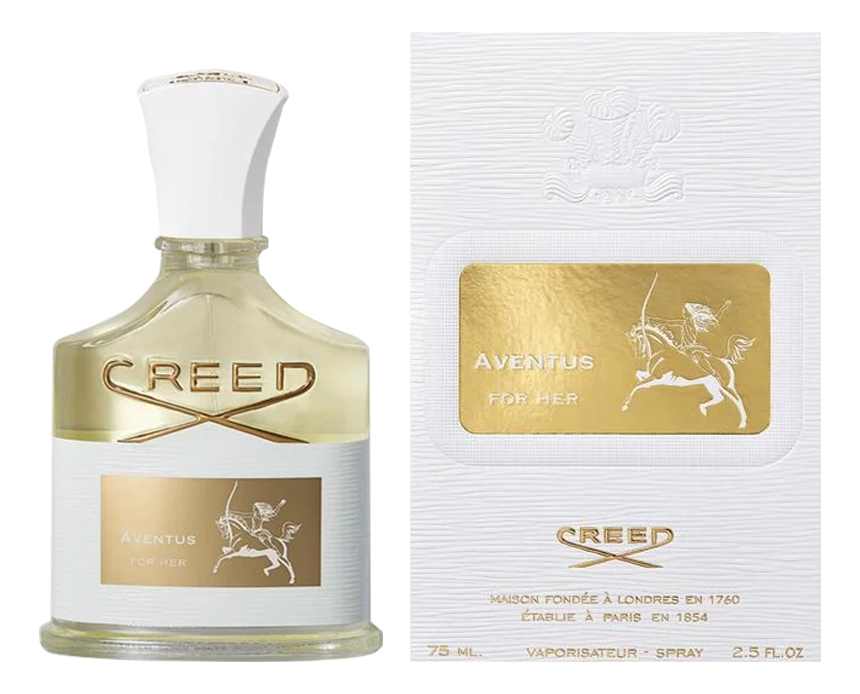 CREED
AVENTUS
FOR HER
AVENTUS
FOR HER
CREED
MAISON FONDÉE À LONDRES EN 1760
ÉTABLIE À PARIS EN 1854
75 ML. VAPORISATEUR - SPRAY 2.5 FL.OZ